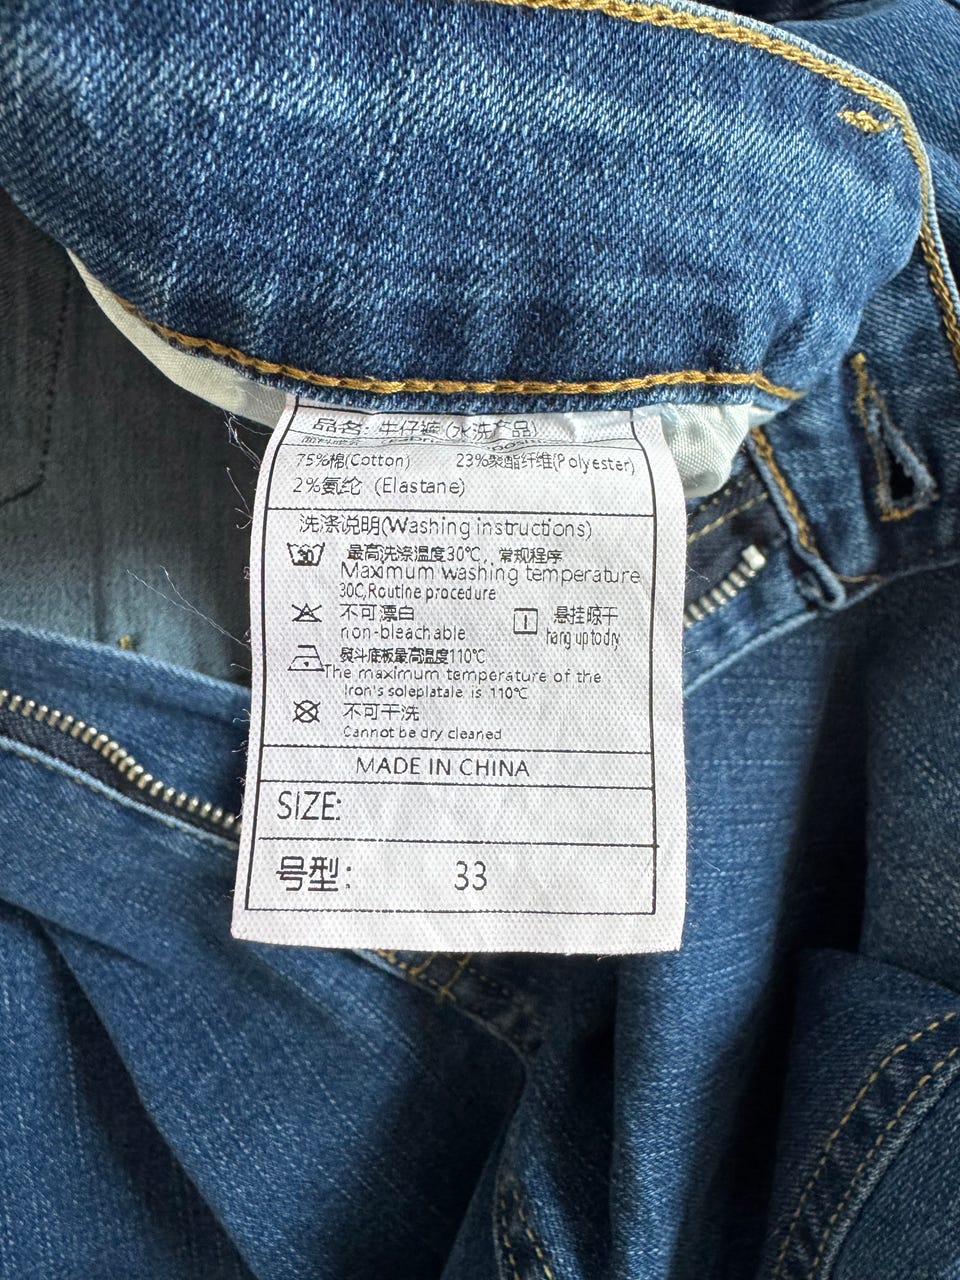 品名: 牛仔裤(水洗产品)
75%棉(Cotton) 23%聚酯纤维(Polyester)
2%氨纶 (Elastane)
洗涤说明(Washing instructions)
30 最高洗涤温度30℃, 常规程序
Maximum washing temperature
30C,Routine procedure
不可漂白 悬挂晾干
non-bleachable hang up to dry
熨斗底板最高温度110℃
The maximum temperature of the
Iron's soleplatale is 110℃
不可干洗
Cannot be dry cleaned
MADE IN CHINA
SIZE:
号型: 33